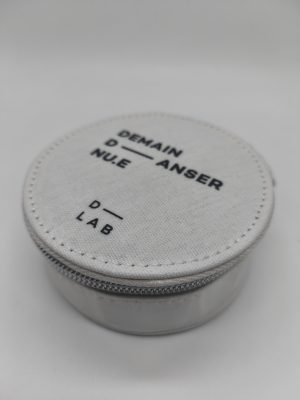 DEMAIN
D — ANSER
NU.E
D —
LAB